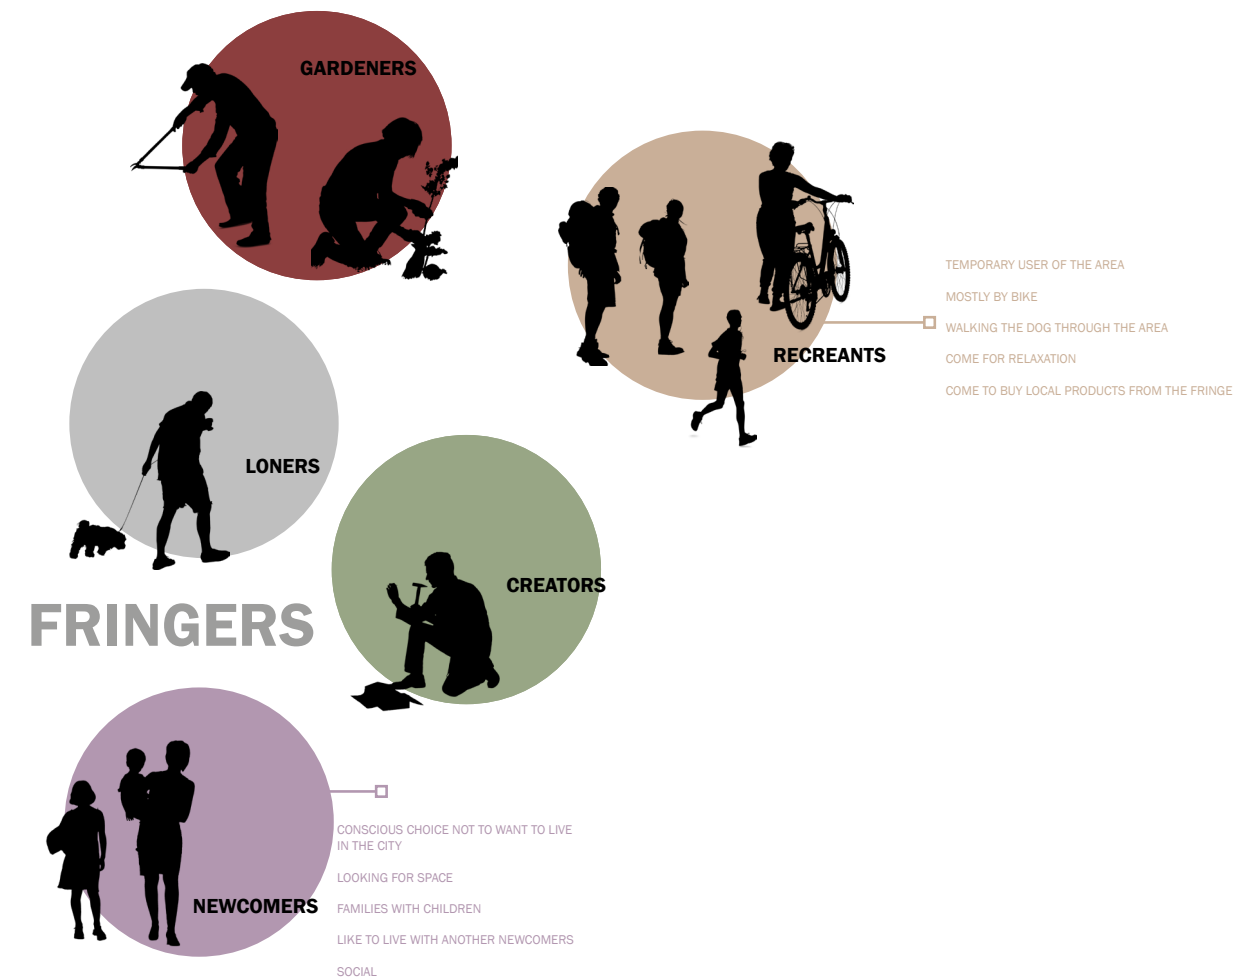 GARDENERS
TEMPORARY USER OF THE AREA
MOSTLY BY BIKE
WALKING THE DOG THROUGH THE AREA
COME FOR RELAXATION
COME TO BUY LOCAL PRODUCTS FROM THE FRINGE
RECREANTS
LONERS
CREATORS
FRINGERS
CONSCIOUS CHOICE NOT TO WANT TO LIVE
IN THE CITY
LOOKING FOR SPACE
FAMILIES WITH CHILDREN
LIKE TO LIVE WITH ANOTHER NEWCOMERS
SOCIAL
NEWCOMERS